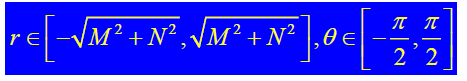 r ∈ [−√(M² + N²), √(M² + N²)], θ ∈ [−π/2, π/2]